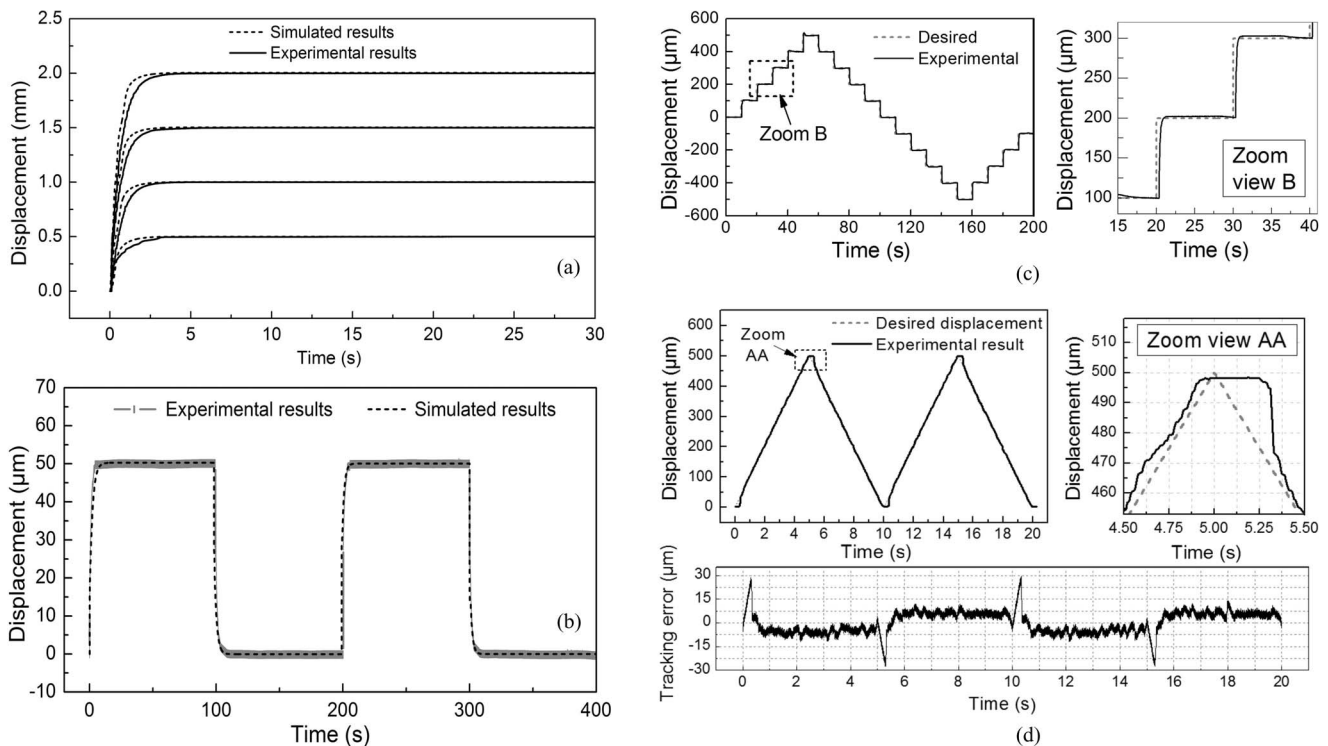 Simulated results
Experimental results
Displacement (mm)
2.0
1.5
1.0
0.5
0.0
0 5 10 15 20 25 30
Time (s)
(a)
Experimental results Simulated results
Displacement (µm)
70
60
50
40
30
20
10
0
-10
0 100 200 300 400
Time (s)
(b)
Desired
Experimental
Zoom B
Displacement (µm)
600
400
200
0
-200
-400
-600
0 40 80 120 160 200
Time (s)
Displacement (µm)
300
250
200
150
100
15 20 25 30 35 40
Time (s)
Zoom
view B
(c)
Zoom
AA
Desired displacement
Experimental result
Displacement (µm)
600
500
400
300
200
100
0
0 2 4 6 8 10 12 14 16 18 20
Time (s)
Zoom view AA
Displacement (µm)
510
500
490
480
470
460
4.50 4.75 5.00 5.25 5.50
Time (s)
Tracking error (µm)
30
15
0
-15
-30
0 2 4 6 8 10 12 14 16 18 20
Time (s)
(d)